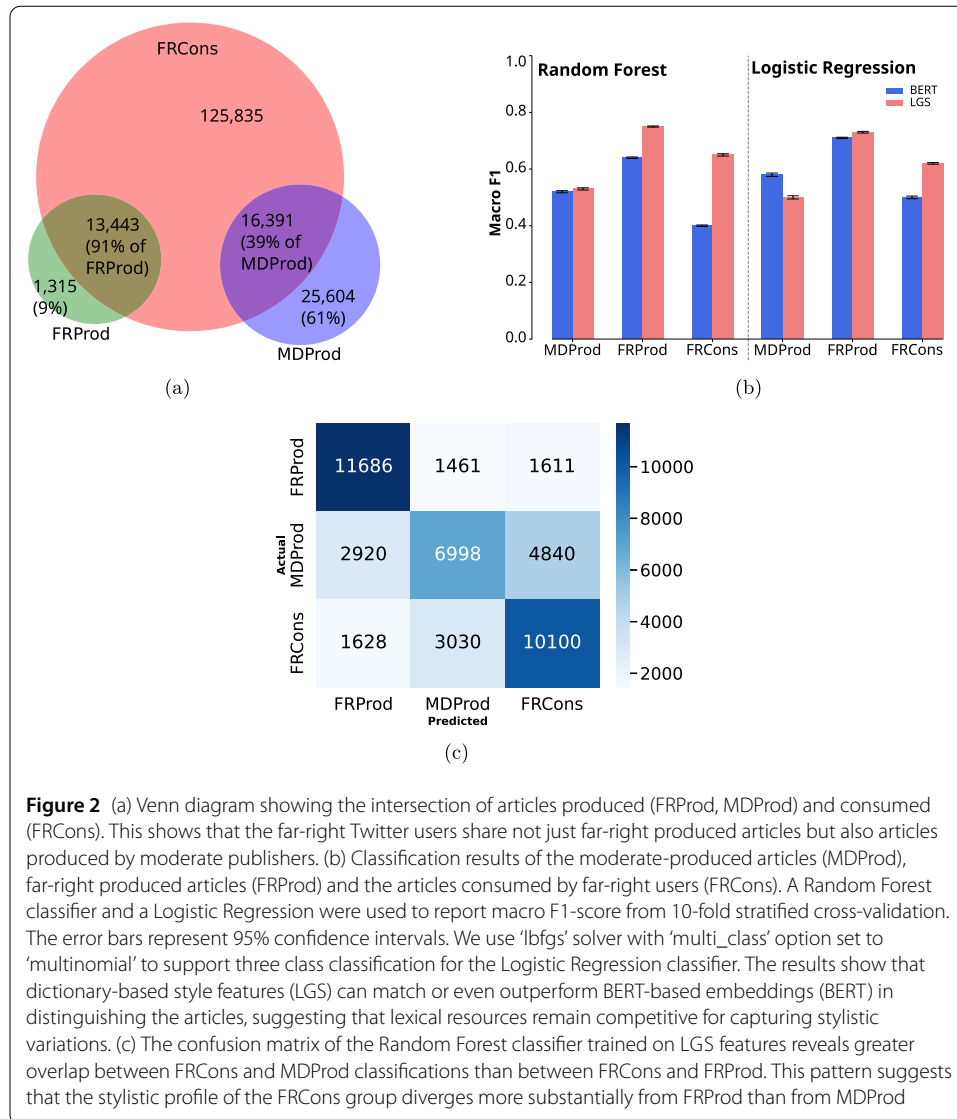 FRCons
125,835
13,443
(91% of
FRProd)
16,391
(39% of
MDProd)
1,315
(9%)
25,604
(61%)
FRProd
MDProd
(a)
1.0
0.8
0.6
0.4
0.2
0.0
Macro F1
Random Forest
Logistic Regression
BERT
LGS
MDProd FRProd FRCons MDProd FRProd FRCons
(b)
Actual
FRProd
MDProd
FRCons
11686 1461 1611
2920 6998 4840
1628 3030 10100
FRProd MDProd FRCons
Predicted
10000
8000
6000
4000
2000
(c)
Figure 2 (a) Venn diagram showing the intersection of articles produced (FRProd, MDProd) and consumed
(FRCons). This shows that the far-right Twitter users share not just far-right produced articles but also articles
produced by moderate publishers. (b) Classification results of the moderate-produced articles (MDProd),
far-right produced articles (FRProd) and the articles consumed by far-right users (FRCons). A Random Forest
classifier and a Logistic Regression were used to report macro F1-score from 10-fold stratified cross-validation.
The error bars represent 95% confidence intervals. We use ‘lbfgs’ solver with ‘multi_class’ option set to
‘multinomial’ to support three class classification for the Logistic Regression classifier. The results show that
dictionary-based style features (LGS) can match or even outperform BERT-based embeddings (BERT) in
distinguishing the articles, suggesting that lexical resources remain competitive for capturing stylistic
variations. (c) The confusion matrix of the Random Forest classifier trained on LGS features reveals greater
overlap between FRCons and MDProd classifications than between FRCons and FRProd. This pattern suggests
that the stylistic profile of the FRCons group diverges more substantially from FRProd than from MDProd